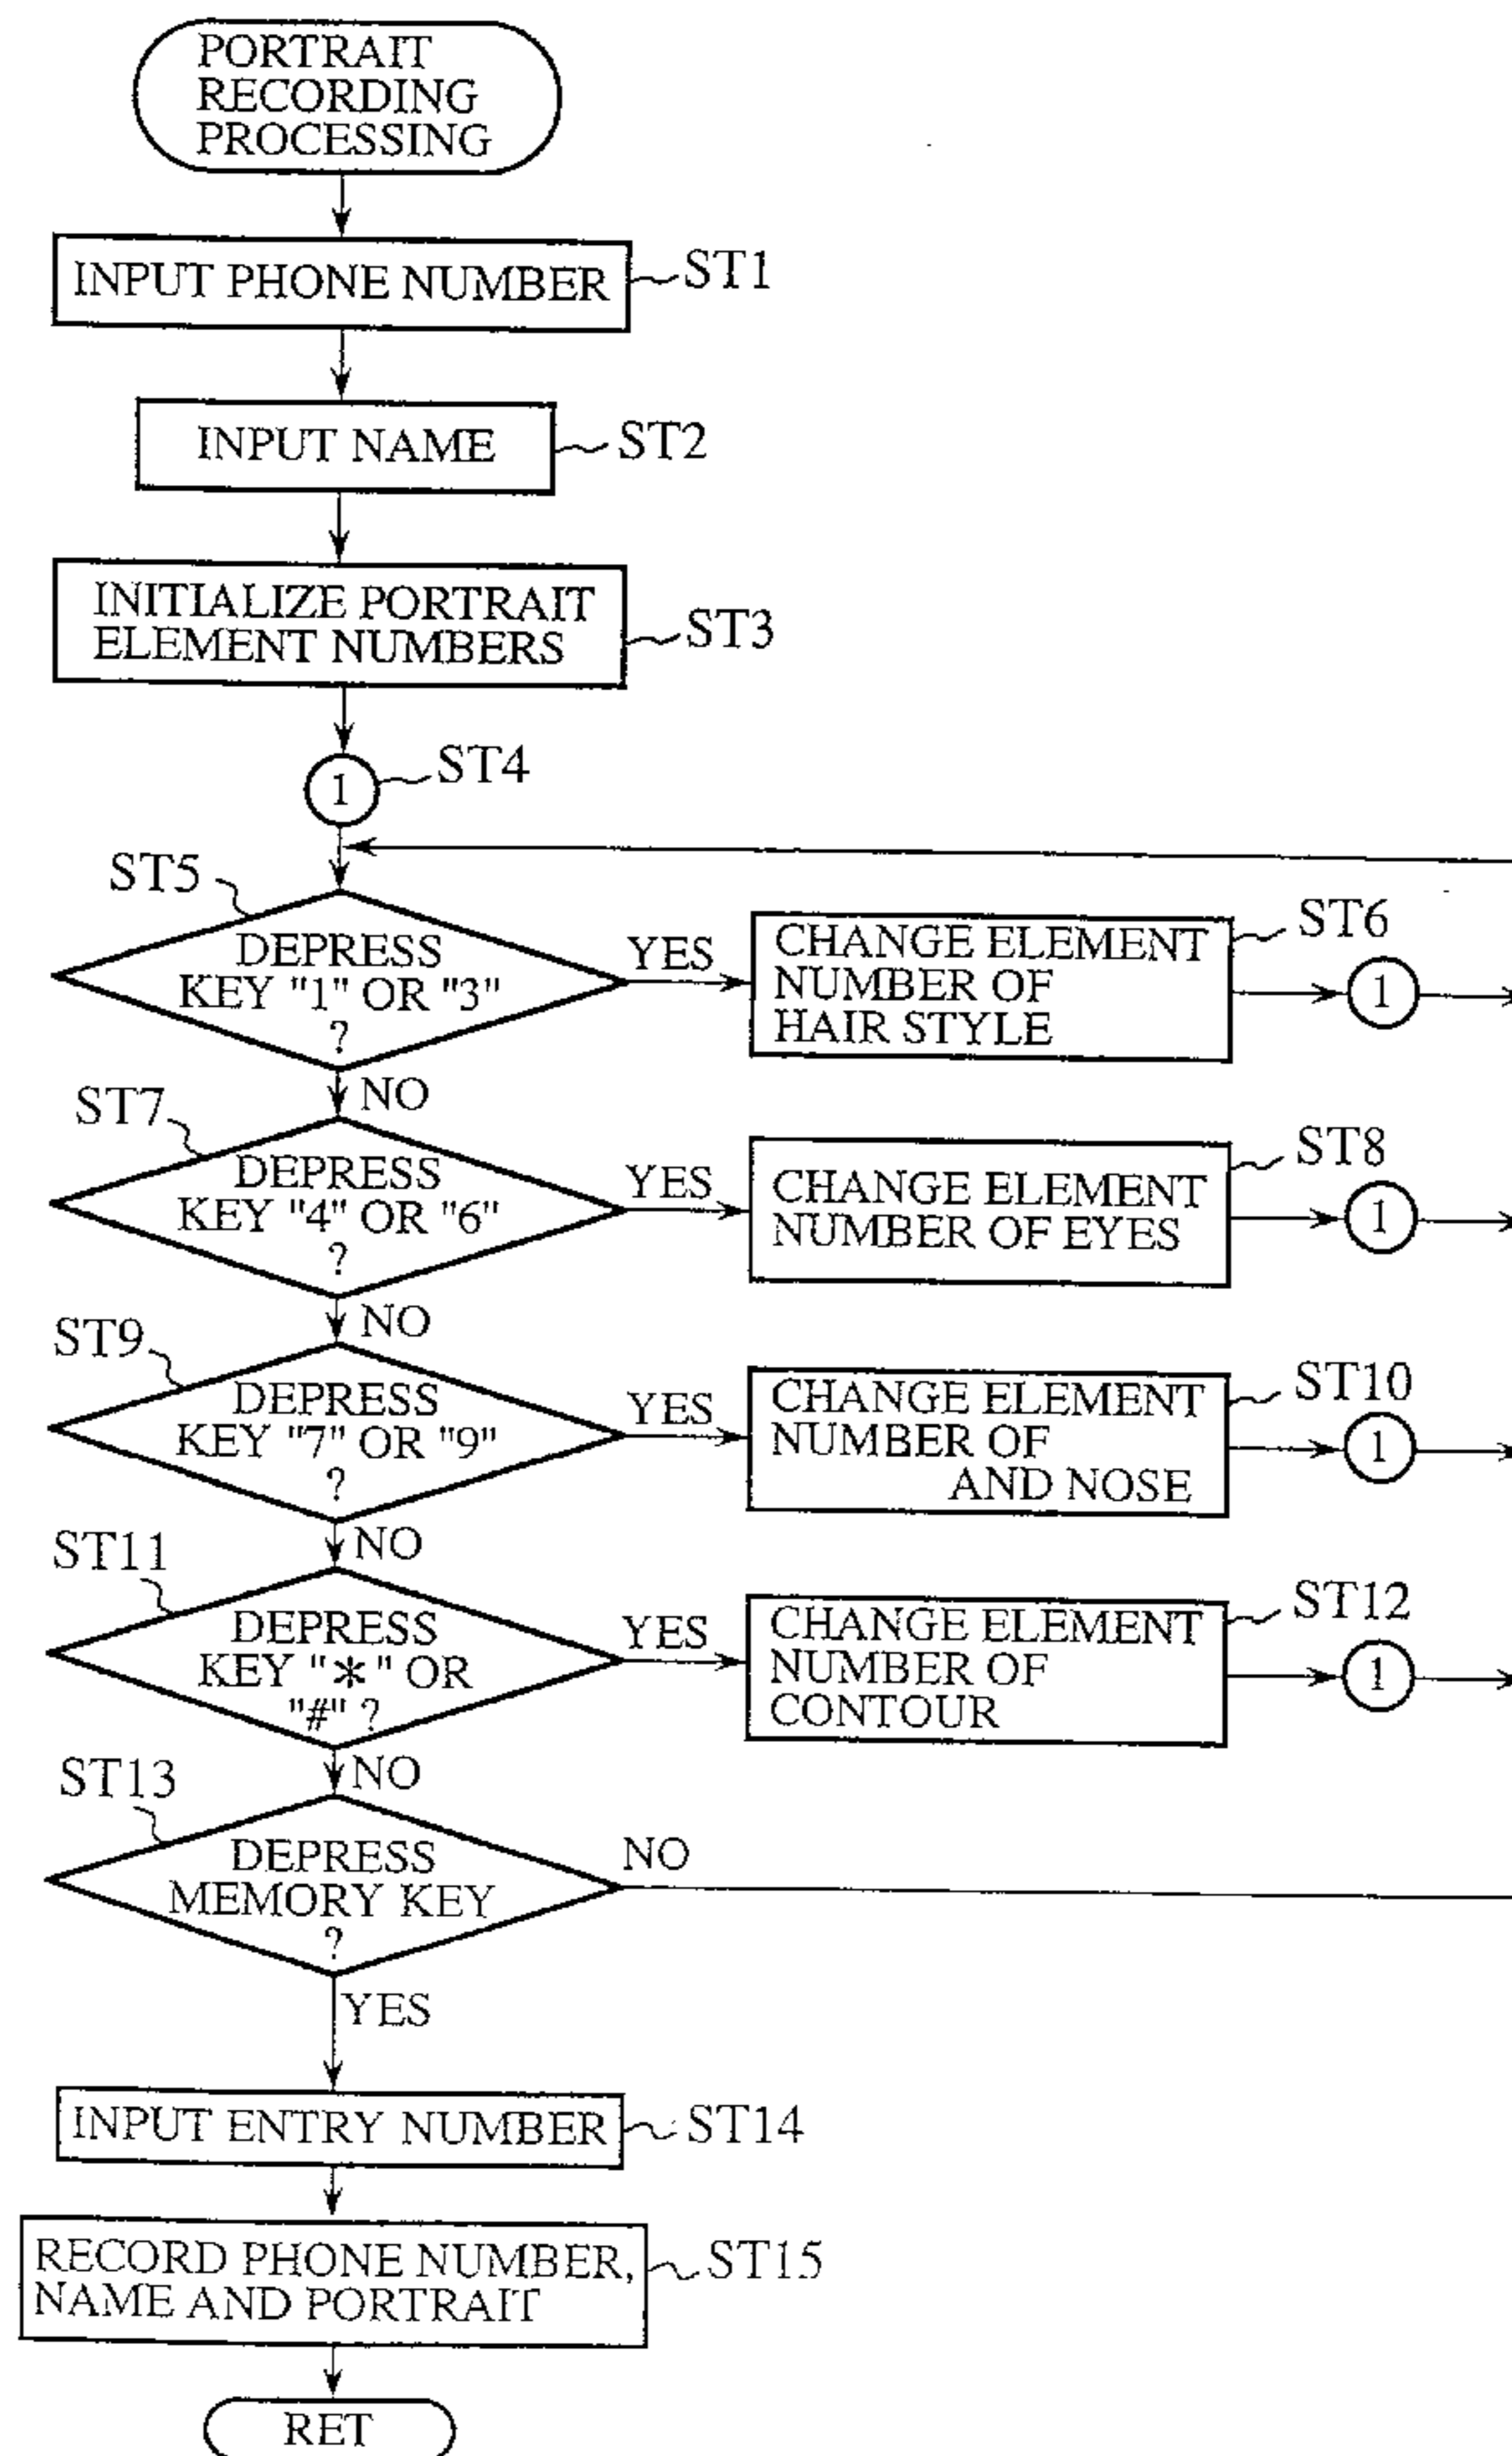 PORTRAIT
RECORDING
PROCESSING
INPUT PHONE NUMBER
ST1
INPUT NAME
ST2
INITIALIZE PORTRAIT
ELEMENT NUMBERS
ST3
1
ST4
ST5
DEPRESS
KEY "1" OR "3"
?
YES
CHANGE ELEMENT
NUMBER OF
HAIR STYLE
ST6
1
NO
ST7
DEPRESS
KEY "4" OR "6"
?
YES
CHANGE ELEMENT
NUMBER OF EYES
ST8
1
NO
ST9
DEPRESS
KEY "7" OR "9"
?
YES
CHANGE ELEMENT
NUMBER OF
AND NOSE
ST10
1
NO
ST11
DEPRESS
KEY "*" OR
"#" ?
YES
CHANGE ELEMENT
NUMBER OF
CONTOUR
ST12
1
NO
ST13
DEPRESS
MEMORY KEY
?
NO
YES
INPUT ENTRY NUMBER
ST14
RECORD PHONE NUMBER,
NAME AND PORTRAIT
ST15
RET